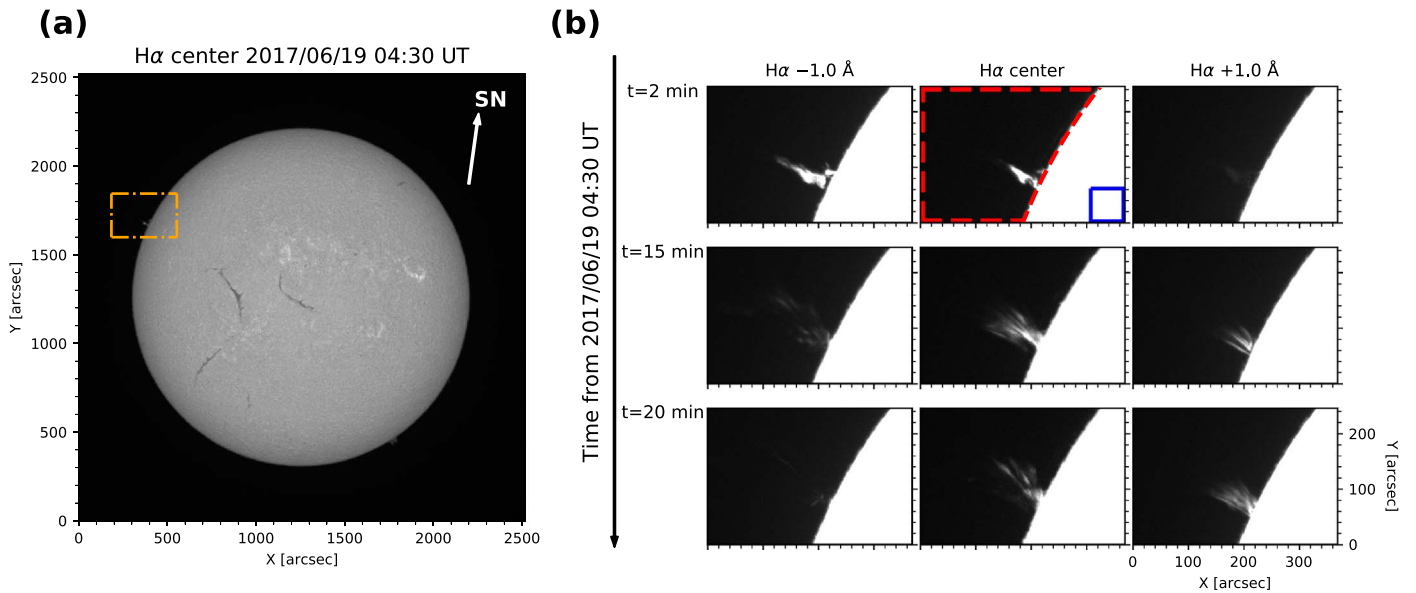 (a)
Hα center 2017/06/19 04:30 UT
SN
2500
2000
1500
1000
500
0
Y [arcsec]
0 500 1000 1500 2000 2500
X [arcsec]
(b)
Time from 2017/06/19 04:30 UT
Hα −1.0 Å Hα center Hα +1.0 Å
t=2 min
t=15 min
t=20 min
200
100
0
Y [arcsec]
0 100 200 300
X [arcsec]